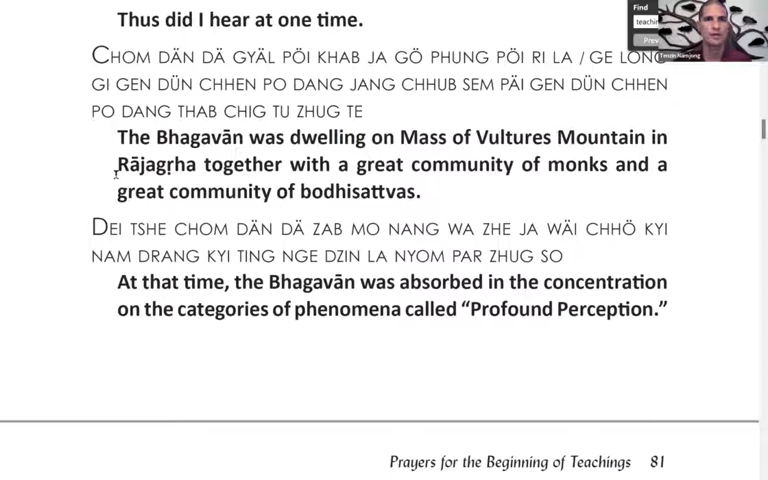 Thus did I hear at one time.
Find
teachin
Prev
Tenzin Namjong
CHOM DÄN DÄ GYÄL PÖI KHAB JA GÖ PHUNG PÖI RI LA / GE LONG
GI GEN DÜN CHHEN PO DANG JANG CHHUB SEM PÄI GEN DÜN CHHEN
PO DANG THAB CHIG TU ZHUG TE
The Bhagavān was dwelling on Mass of Vultures Mountain in
Rājagṛha together with a great community of monks and a
great community of bodhisattvas.
DEI TSHE CHOM DÄN DÄ ZAB MO NANG WA ZHE JA WÄI CHHÖ KYI
NAM DRANG KYI TING NGE DZIN LA NYOM PAR ZHUG SO
At that time, the Bhagavān was absorbed in the concentration
on the categories of phenomena called “Profound Perception.”
Prayers for the Beginning of Teachings 81